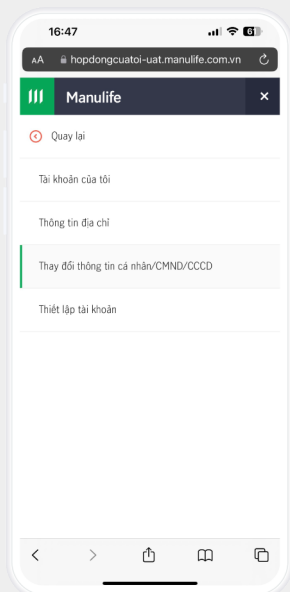 16:47
61
AA hopdongcuatoi-uat.manulife.com.vn
Manulife
Quay lại
Tài khoản của tôi
Thông tin địa chỉ
Thay đổi thông tin cá nhân/CMND/CCCD
Thiết lập tài khoản